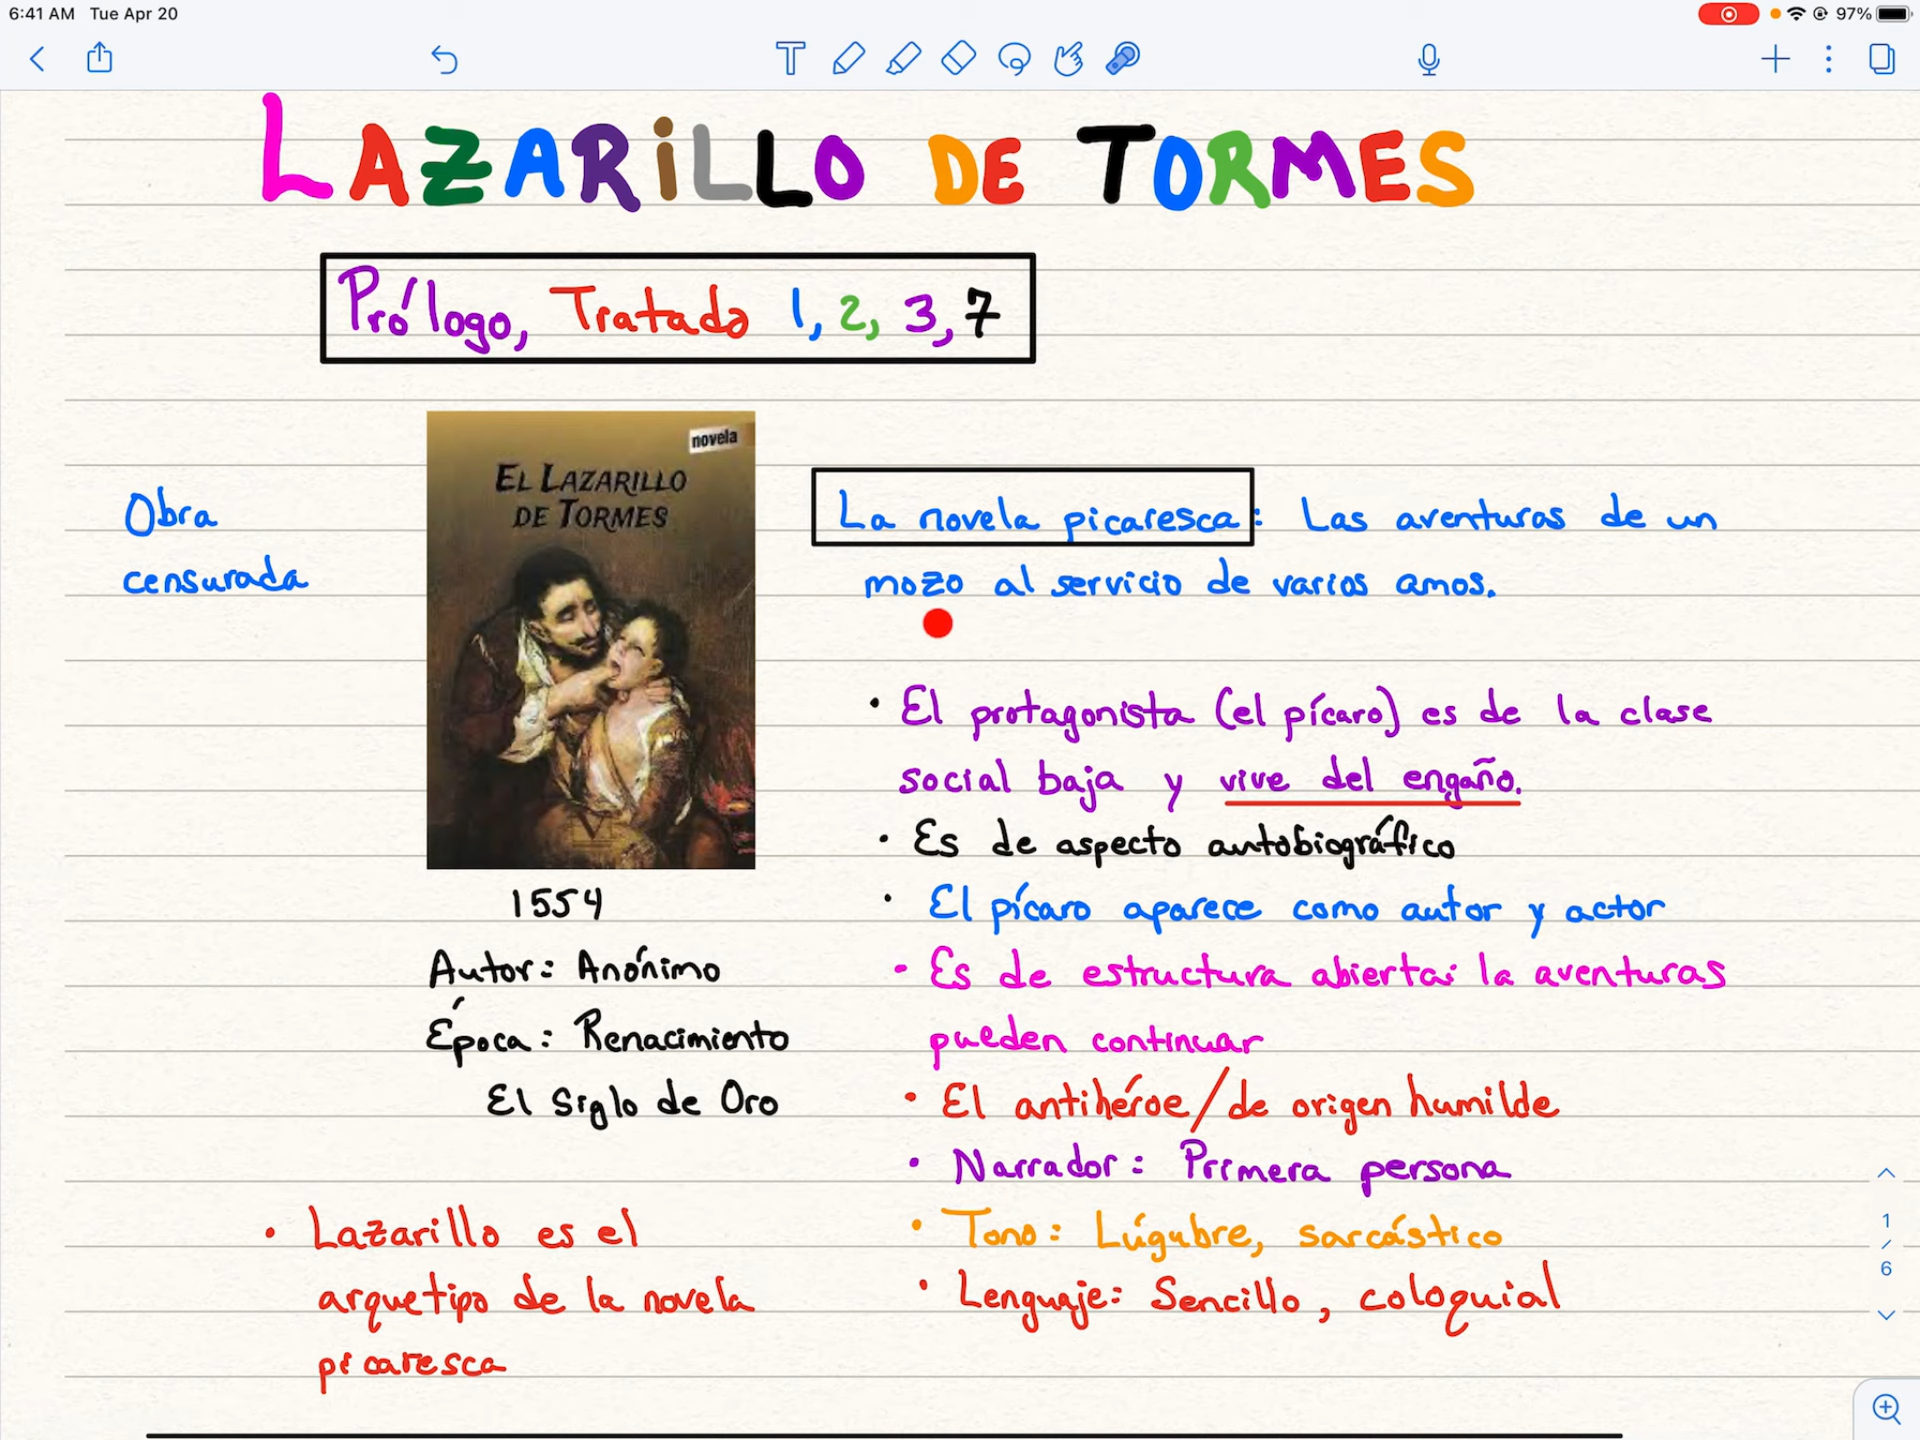 6:41 AM Tue Apr 20
97%
LAZARiLLO DE TORMES
Prólogo, Tratado 1, 2, 3, 7
novela
EL LAZARILLO
DE TORMES
Obra
censurada
La novela picaresca: Las aventuras de un
mozo al servicio de varios amos.
• El protagonista (el pícaro) es de la clase
social baja y vive del engaño.
• Es de aspecto autobiográfico
• El pícaro aparece como autor y actor
• Es de estructura abierta: la aventuras
pueden continuar
• El antihéroe/de origen humilde
• Narrador: Primera persona
• Tono: Lúgubre, sarcástico
• Lenguaje: Sencillo, coloquial
1554
Autor: Anónimo
Época: Renacimiento
El Siglo de Oro
• Lazarillo es el
arquetipo de la novela
picaresca
1
/
6